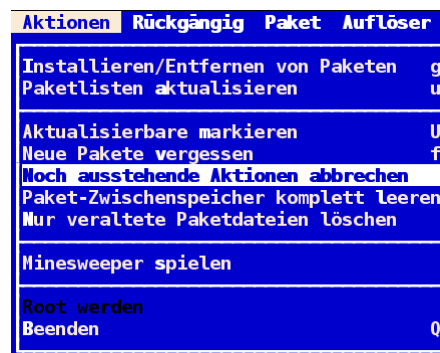 Aktionen Rückgängig Paket Auflöser
Installieren/Entfernen von Paketen g
Paketlisten aktualisieren u
Aktualisierbare markieren U
Neue Pakete vergessen f
Noch ausstehende Aktionen abbrechen
Paket-Zwischenspeicher komplett leeren
Nur veraltete Paketdateien löschen
Minesweeper spielen
Root werden
Beenden Q